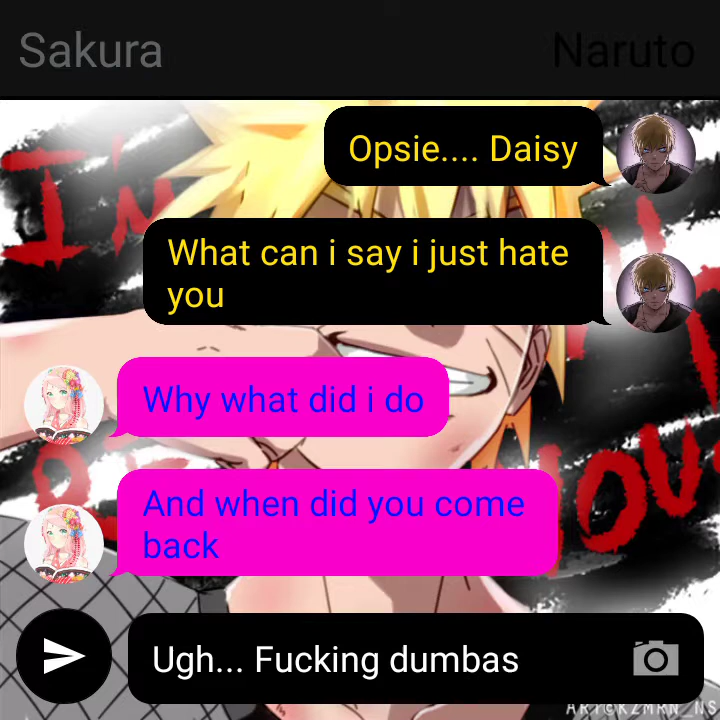 Sakura Naruto
Opsie.... Daisy
What can i say i just hate
you
Why what did i do
And when did you come
back
Ugh... Fucking dumbas
I'm